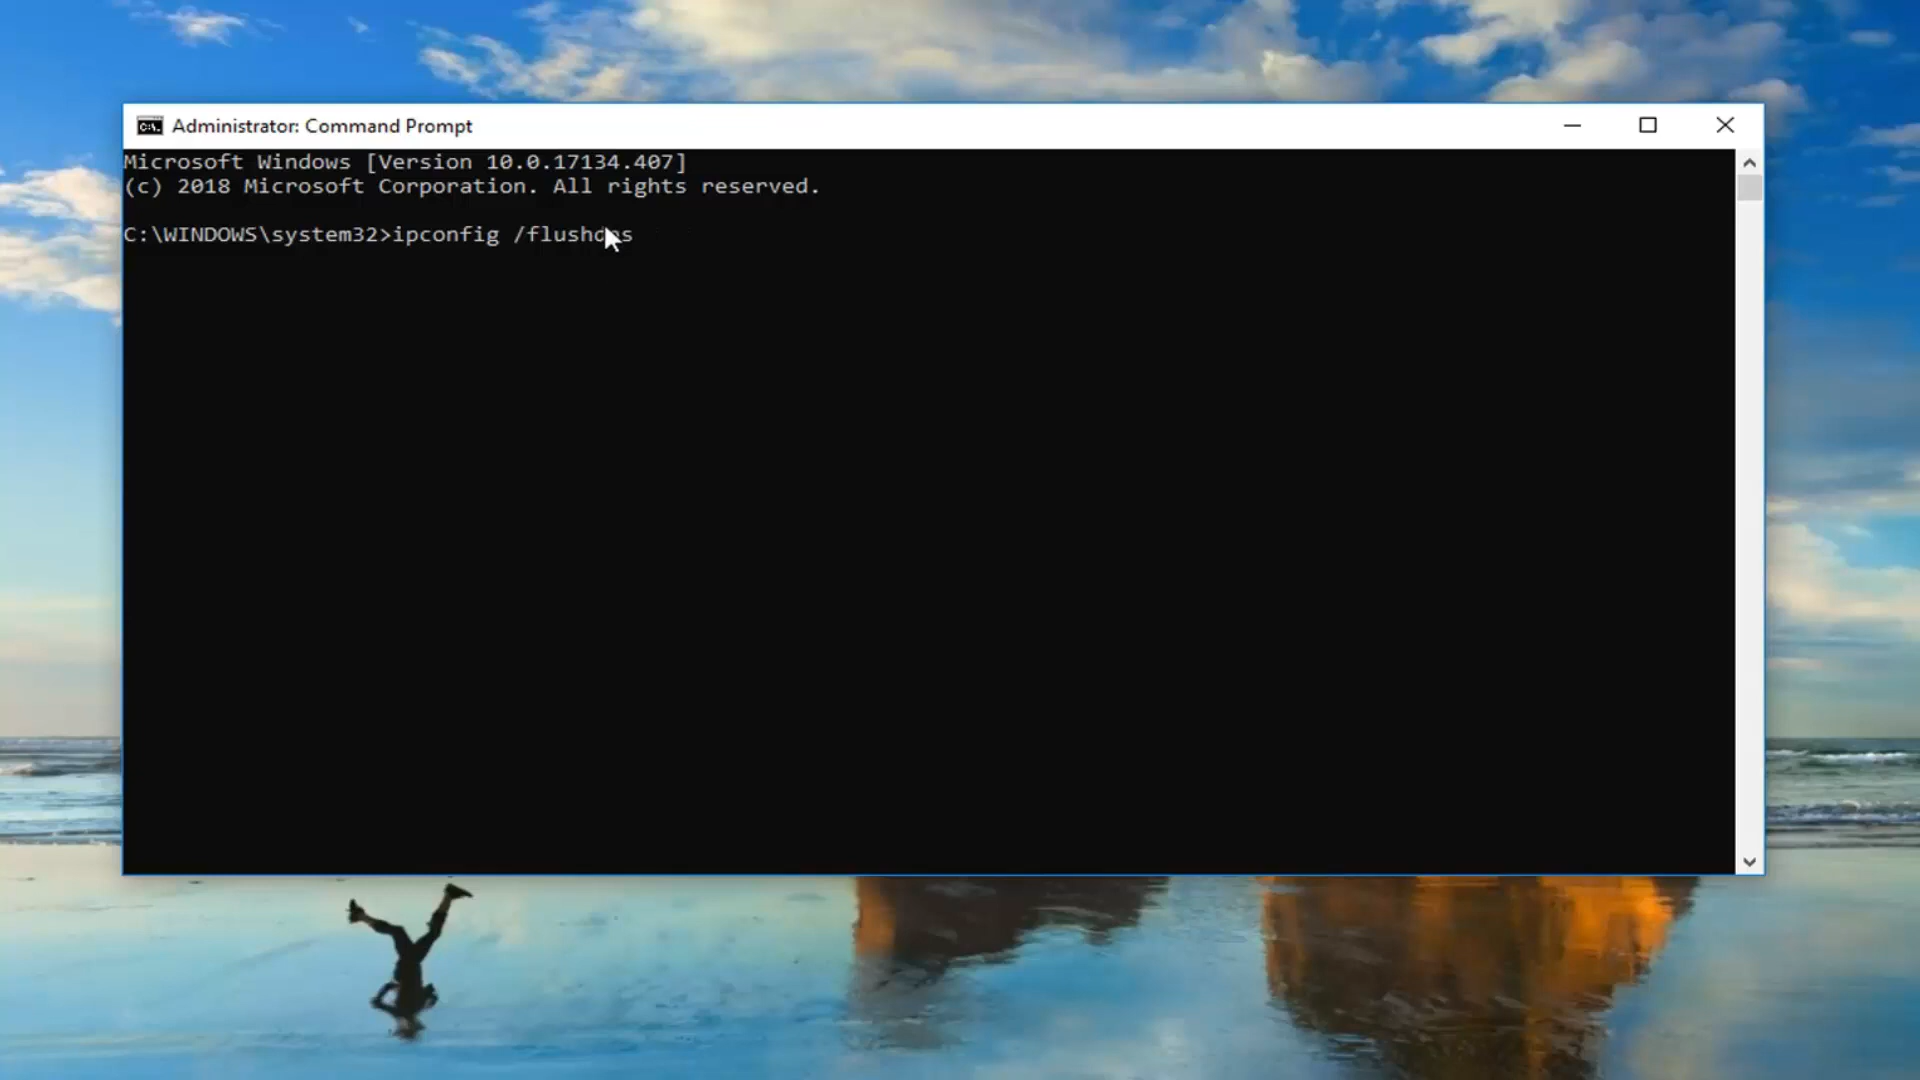 Administrator: Command Prompt
Microsoft Windows [Version 10.0.17134.407]
(c) 2018 Microsoft Corporation. All rights reserved.
C:\WINDOWS\system32>ipconfig /flushdns